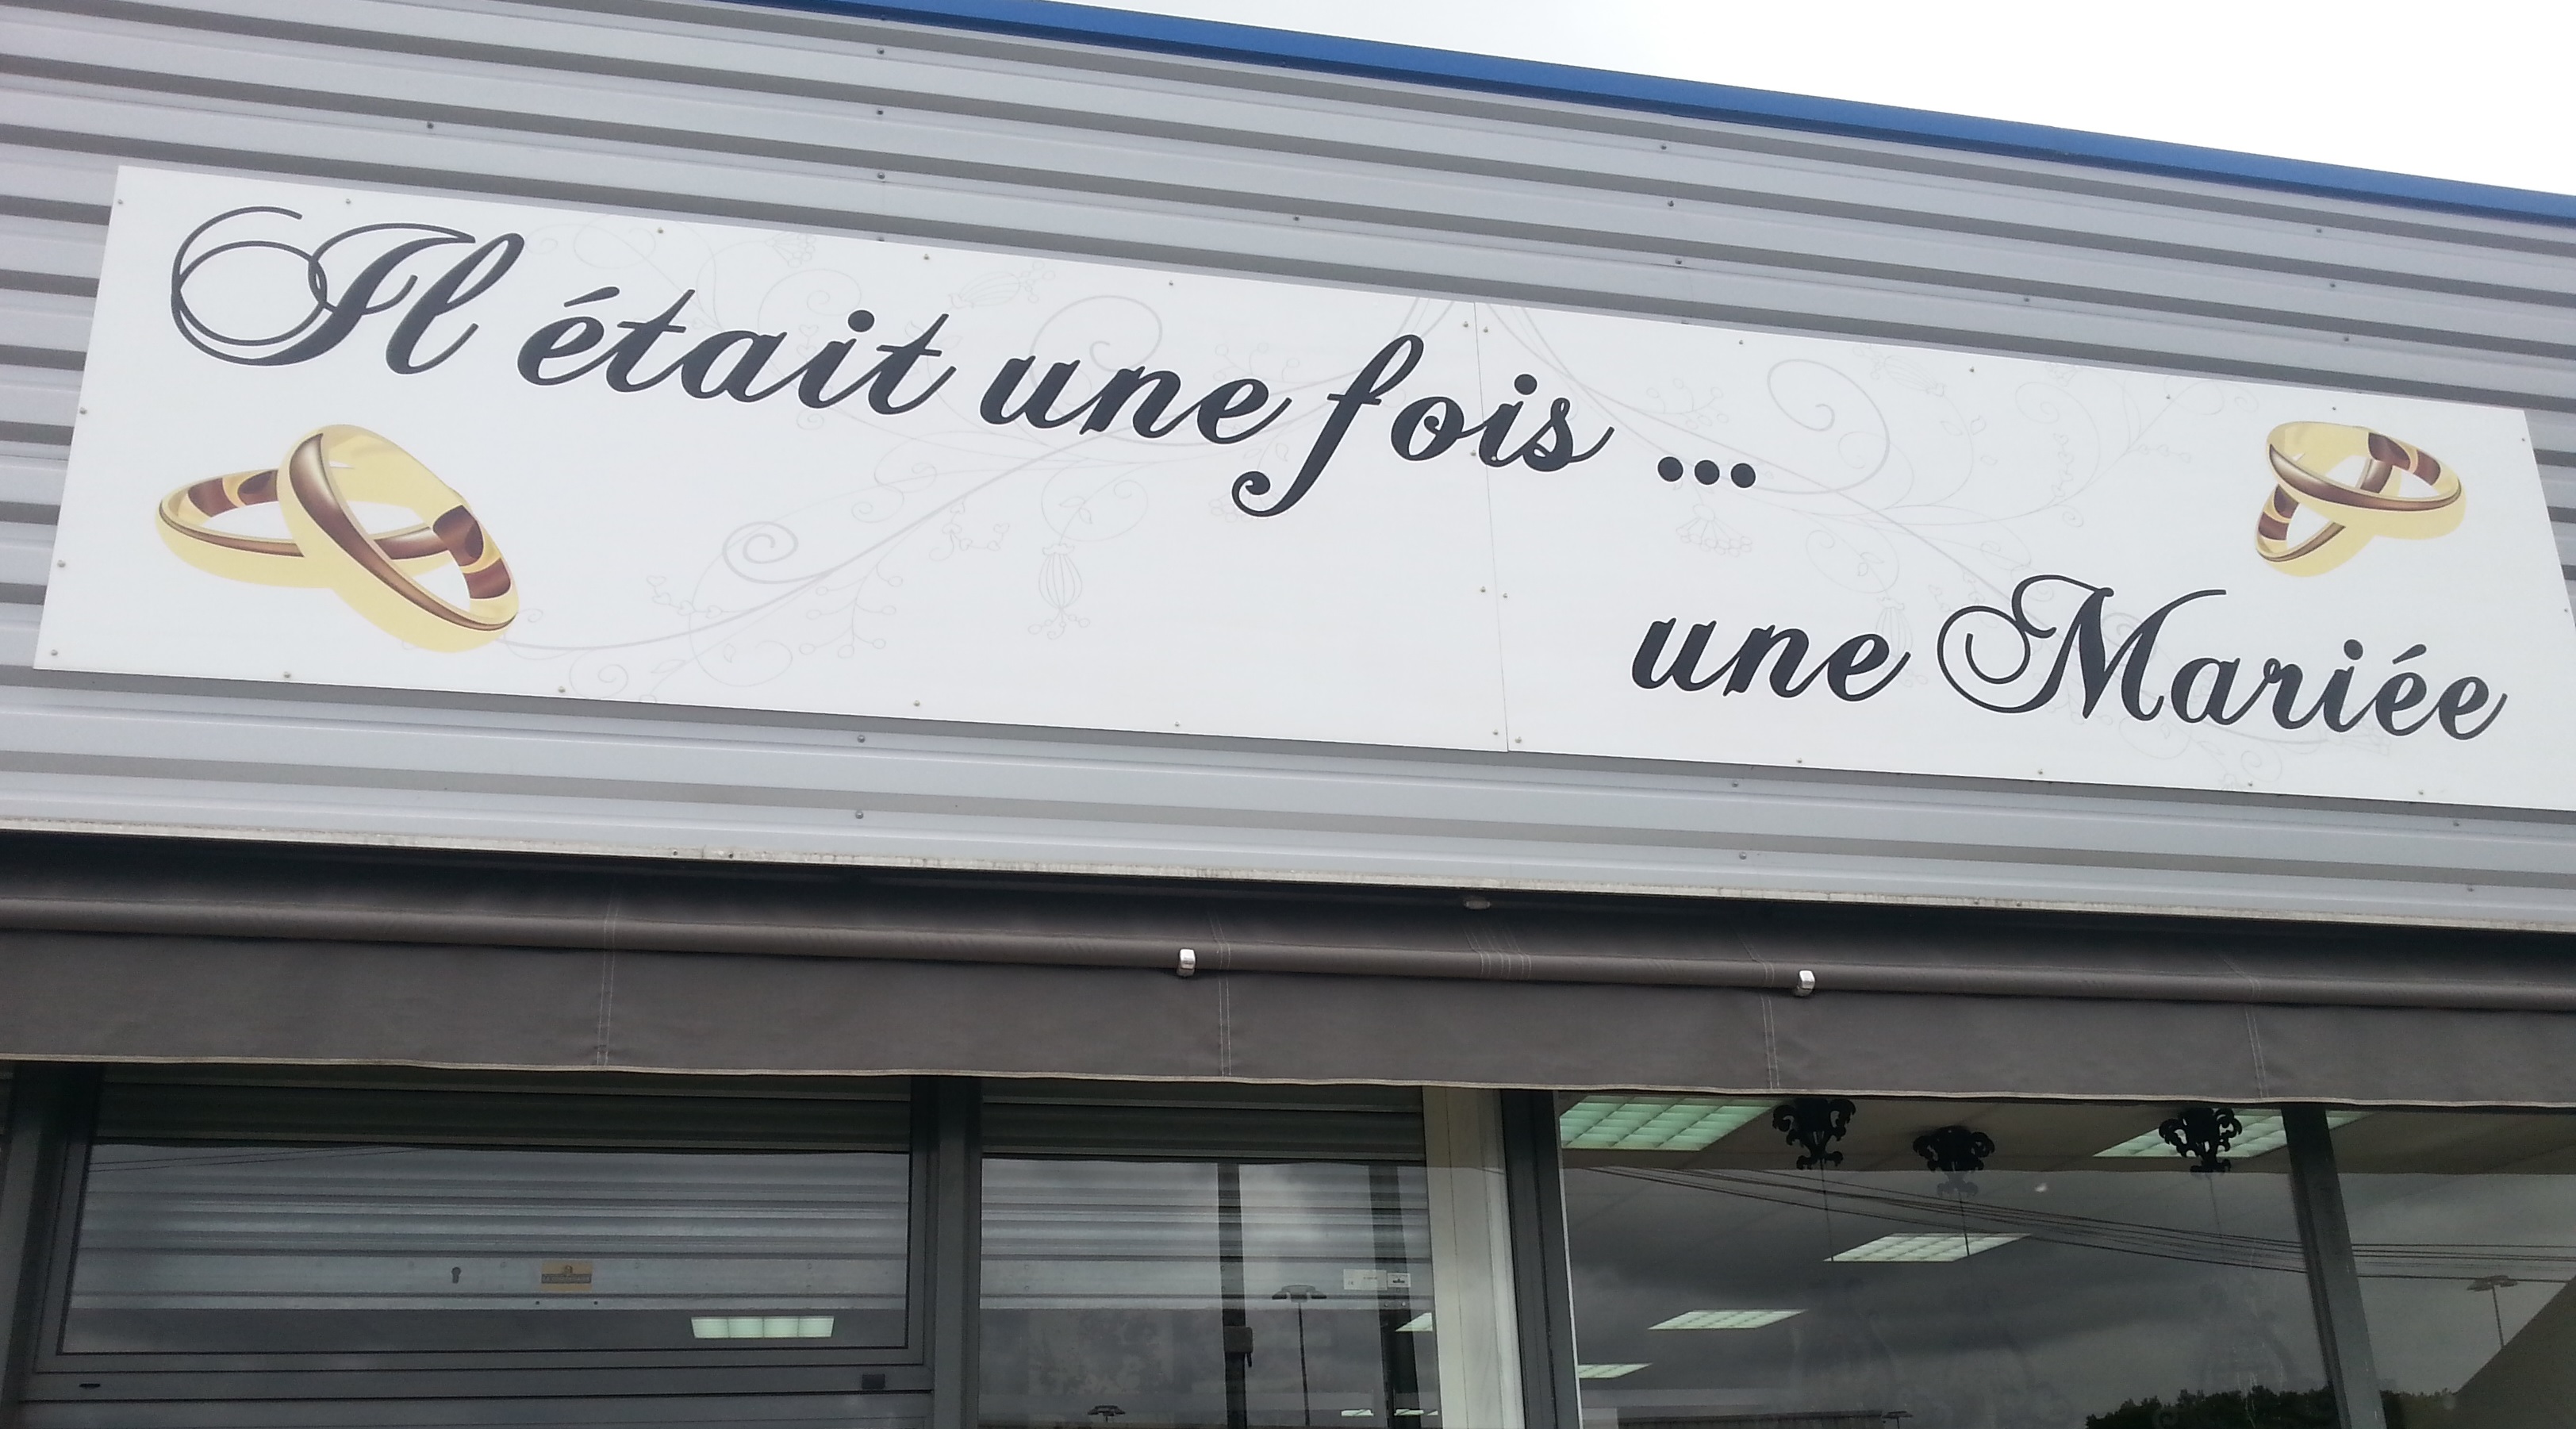 Il était une fois ...
une Mariée